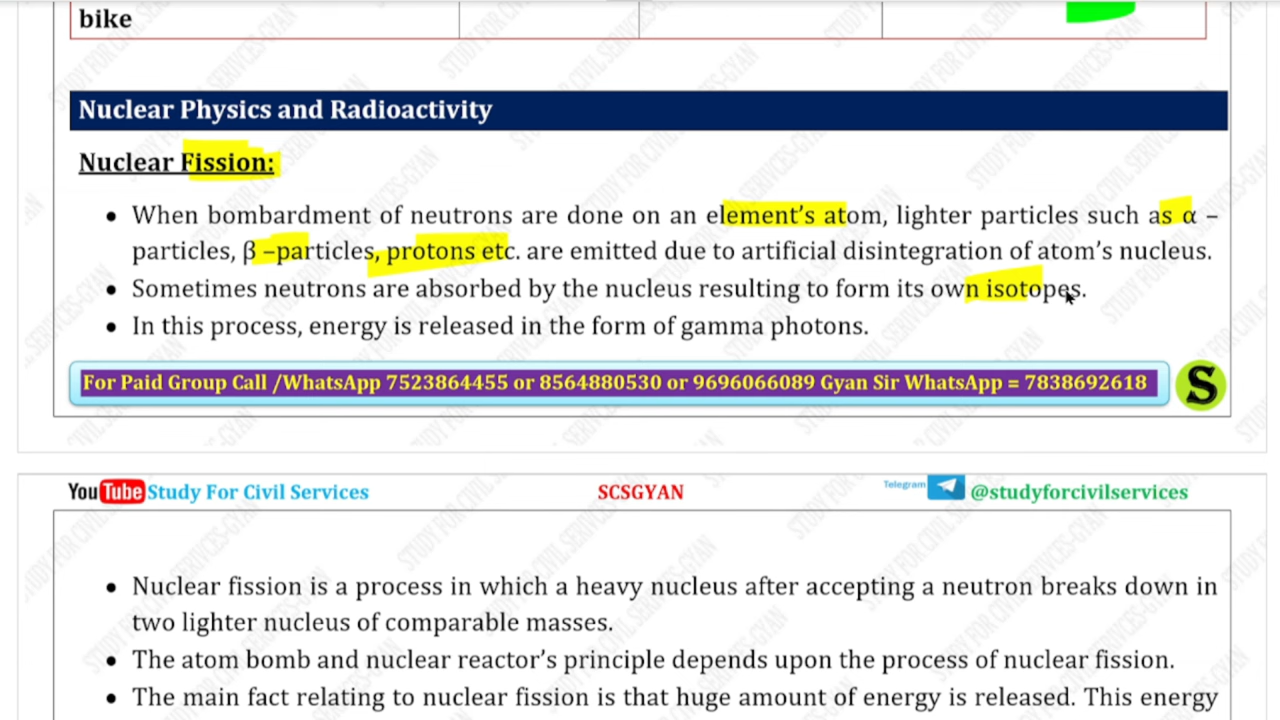 bike
Nuclear Physics and Radioactivity
Nuclear Fission:
• When bombardment of neutrons are done on an element's atom, lighter particles such as α –
particles, β –particles, protons etc. are emitted due to artificial disintegration of atom's nucleus.
• Sometimes neutrons are absorbed by the nucleus resulting to form its own isotopes.
• In this process, energy is released in the form of gamma photons.
For Paid Group Call /WhatsApp 7523864455 or 8564880530 or 9696066089 Gyan Sir WhatsApp = 7838692618
S
YouTube Study For Civil Services SCSGYAN Telegram @studyforcivilservices
• Nuclear fission is a process in which a heavy nucleus after accepting a neutron breaks down in
two lighter nucleus of comparable masses.
• The atom bomb and nuclear reactor's principle depends upon the process of nuclear fission.
• The main fact relating to nuclear fission is that huge amount of energy is released. This energy